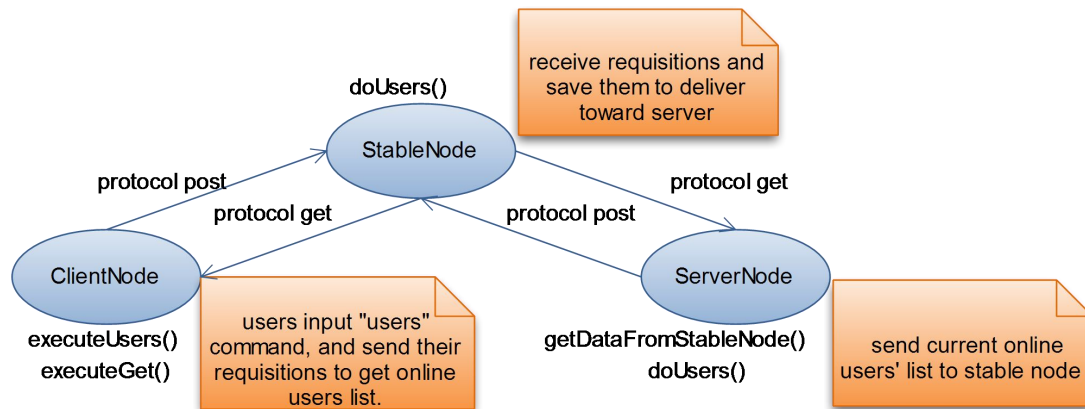 receive requisitions and
save them to deliver
toward server
doUsers()
StableNode
protocol post
protocol get
protocol get
protocol post
ClientNode
ServerNode
executeUsers()
executeGet()
users input "users"
command, and send their
requisitions to get online
users list.
getDataFromStableNode()
doUsers()
send current online
users' list to stable node